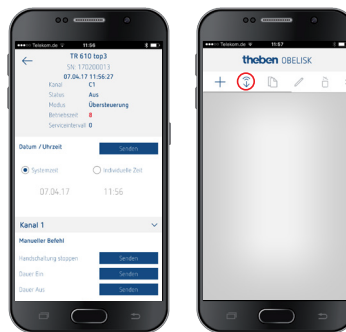 Telekom.de
11:56
TR 610 top3
SN: 170200013
07.04.17 11:56:27
Kanal C1
Status Aus
Modus Übersteuerung
Betriebszeit 8
Serviceintervall 0
Datum / Uhrzeit Senden
Systemzeit Individuelle Zeit
07.04.17 11:56
Kanal 1
Manueller Befehl
Handschaltung stoppen Senden
Dauer Ein Senden
Dauer Aus Senden
Telekom.de 11:57
theben OBELISK